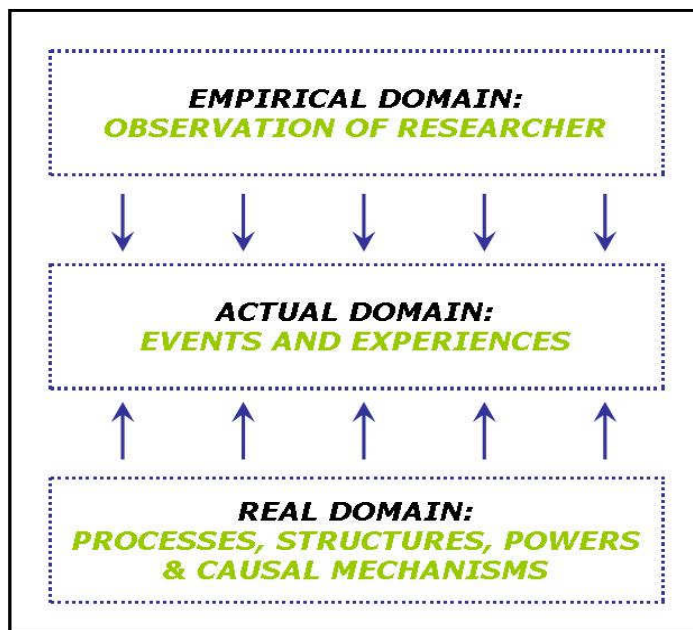 EMPIRICAL DOMAIN:
OBSERVATION OF RESEARCHER
ACTUAL DOMAIN:
EVENTS AND EXPERIENCES
REAL DOMAIN:
PROCESSES, STRUCTURES, POWERS
& CAUSAL MECHANISMS